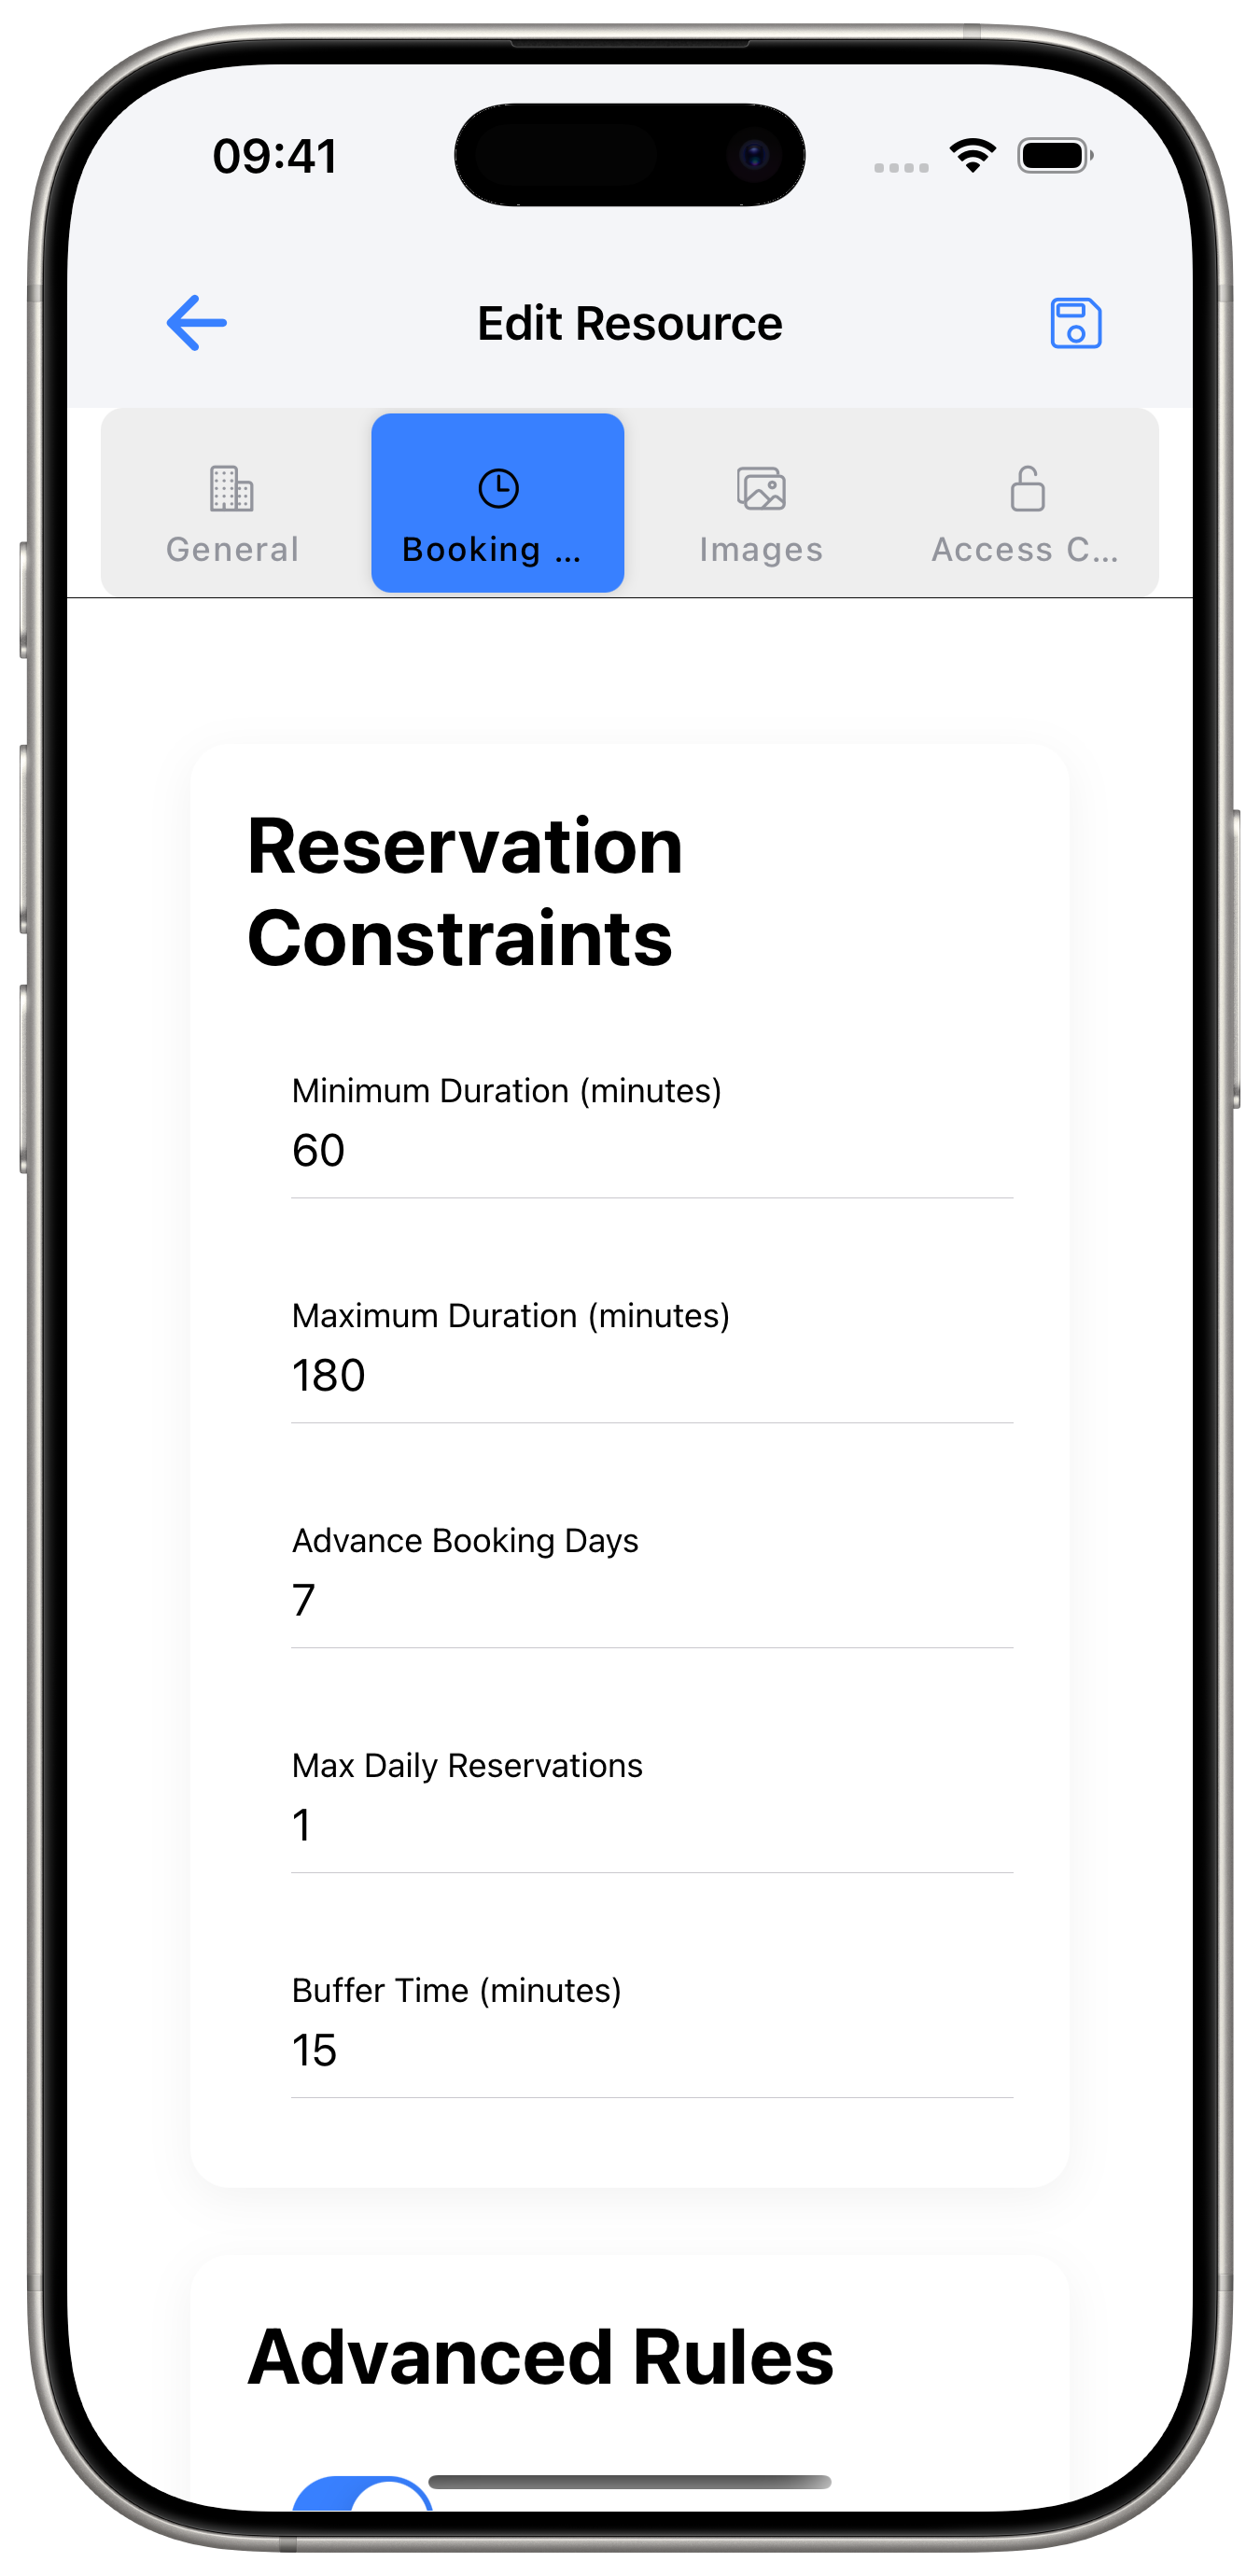 09:41
Edit Resource
General
Booking ...
Images
Access C...
Reservation
Constraints
Minimum Duration (minutes)
60
Maximum Duration (minutes)
180
Advance Booking Days
7
Max Daily Reservations
1
Buffer Time (minutes)
15
Advanced Rules